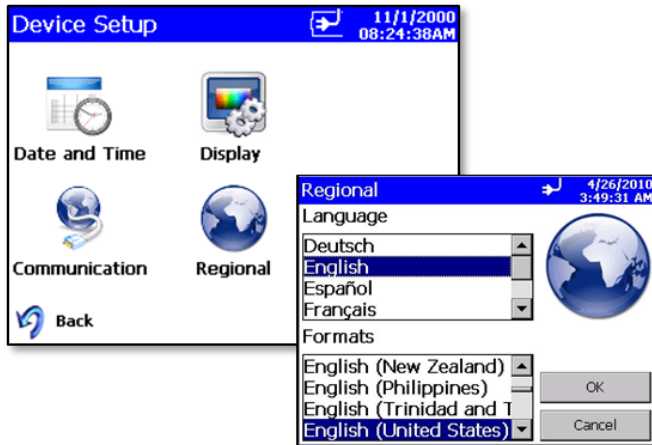 Device Setup
11/1/2000
08:24:38AM
Date and Time
Display
Communication
Regional
Back
Regional
4/26/2010
3:49:31 AM
Language
Deutsch
English
Español
Français
Formats
English (New Zealand)
English (Philippines)
English (Trinidad and T
English (United States)
OK
Cancel